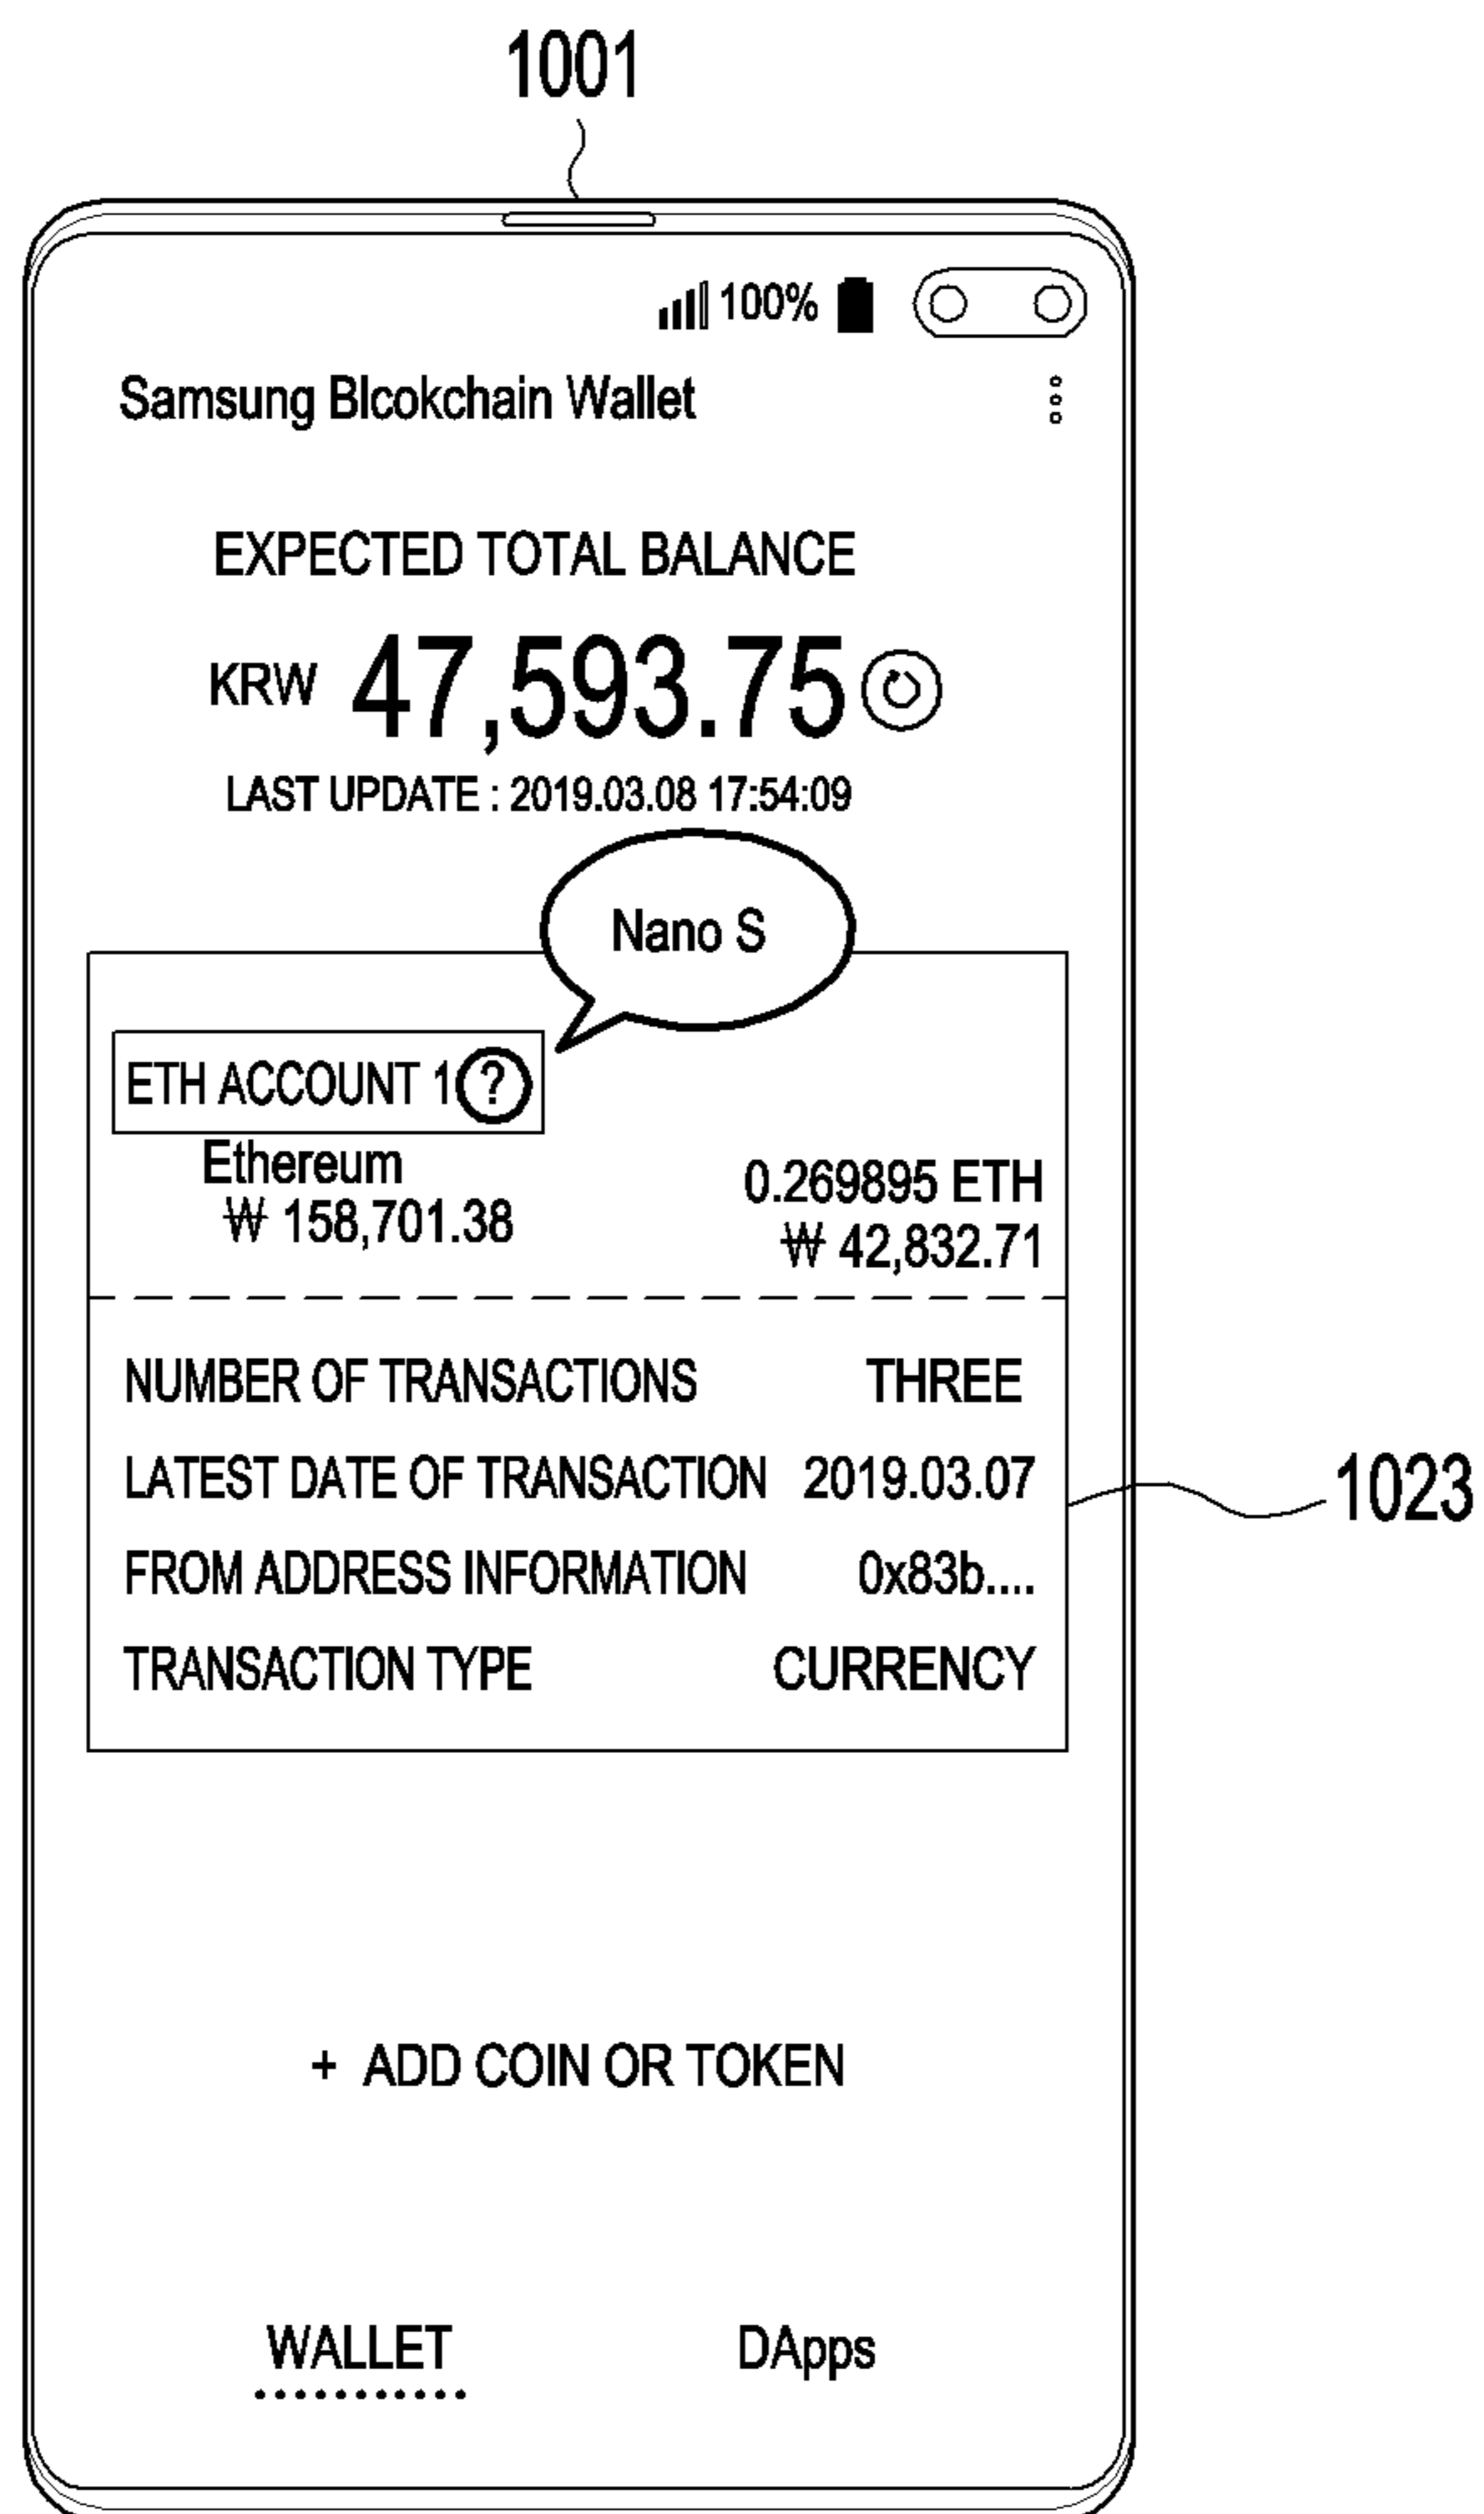 1001
100%
Samsung Blcokchain Wallet
EXPECTED TOTAL BALANCE
KRW 47,593.75
LAST UPDATE : 2019.03.08 17:54:09
Nano S
ETH ACCOUNT 1 ?
Ethereum
₩ 158,701.38
0.269895 ETH
₩ 42,832.71
NUMBER OF TRANSACTIONS THREE
LATEST DATE OF TRANSACTION 2019.03.07
1023
FROM ADDRESS INFORMATION 0x83b....
TRANSACTION TYPE CURRENCY
+ ADD COIN OR TOKEN
WALLET DApps